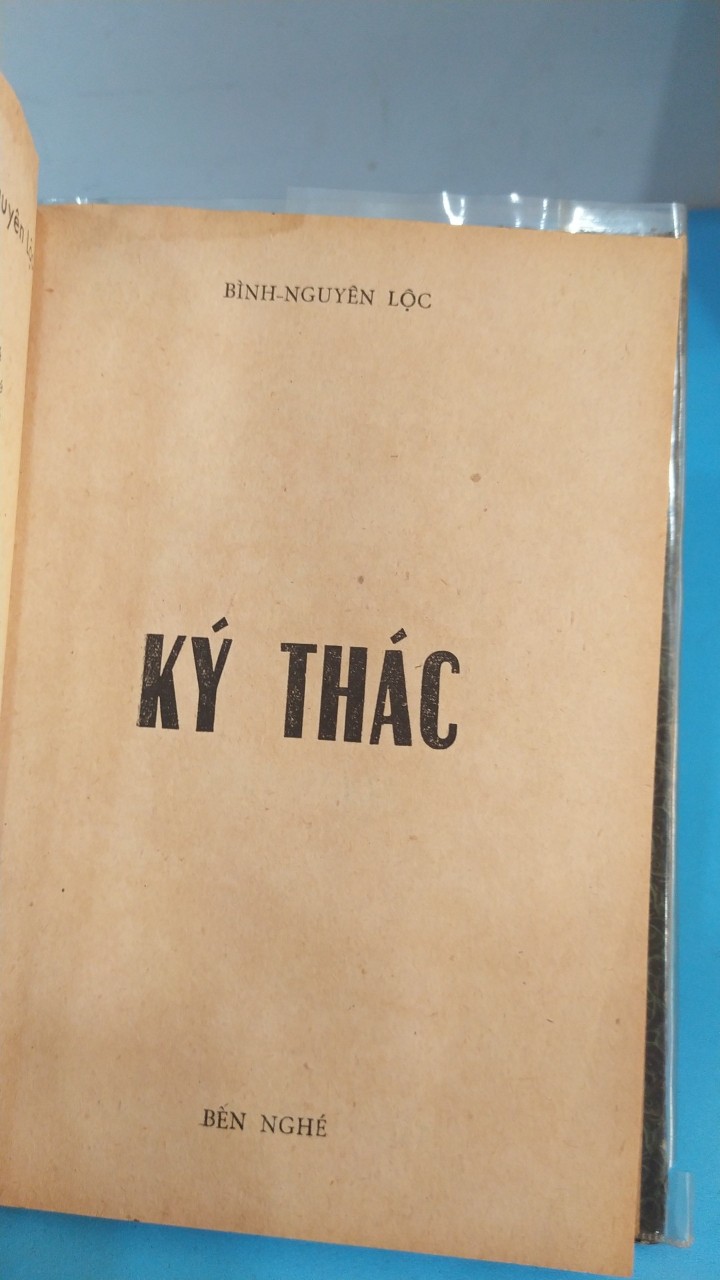 BÌNH-NGUYÊN LỘC
KÝ THÁC
BẾN NGHÉ